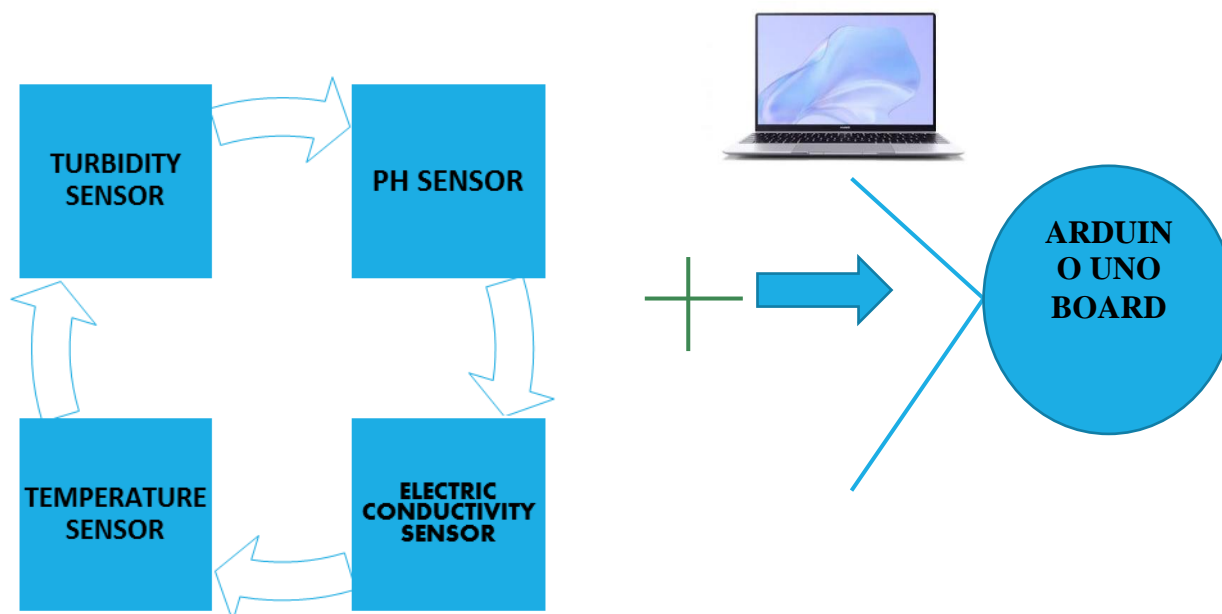 TURBIDITY
SENSOR
PH SENSOR
ARDUIN
O UNO
BOARD
TEMPERATURE
SENSOR
ELECTRIC
CONDUCTIVITY
SENSOR